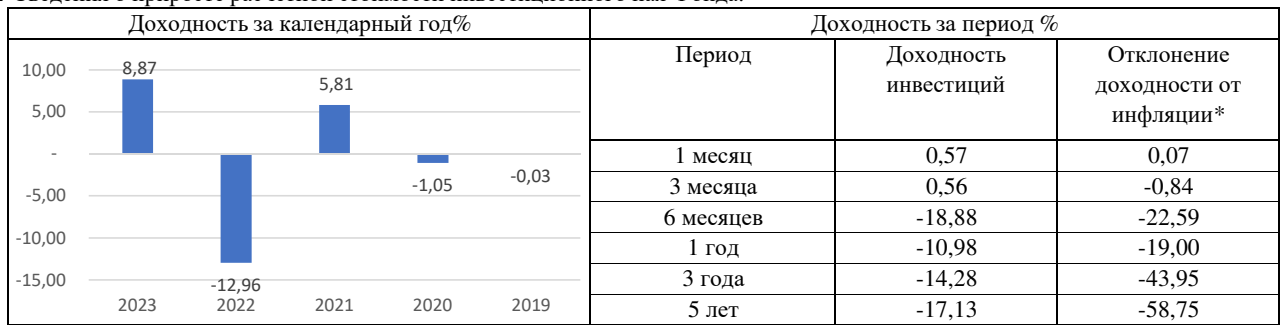 Доходность за календарный год%
10,00
5,00
-
-5,00
-10,00
-15,00
8,87
-12,96
5,81
-1,05
-0,03
2023 2022 2021 2020 2019
Доходность за период %
Период Доходность инвестиций Отклонение доходности от инфляции*
1 месяц 0,57 0,07
3 месяца 0,56 -0,84
6 месяцев -18,88 -22,59
1 год -10,98 -19,00
3 года -14,28 -43,95
5 лет -17,13 -58,75